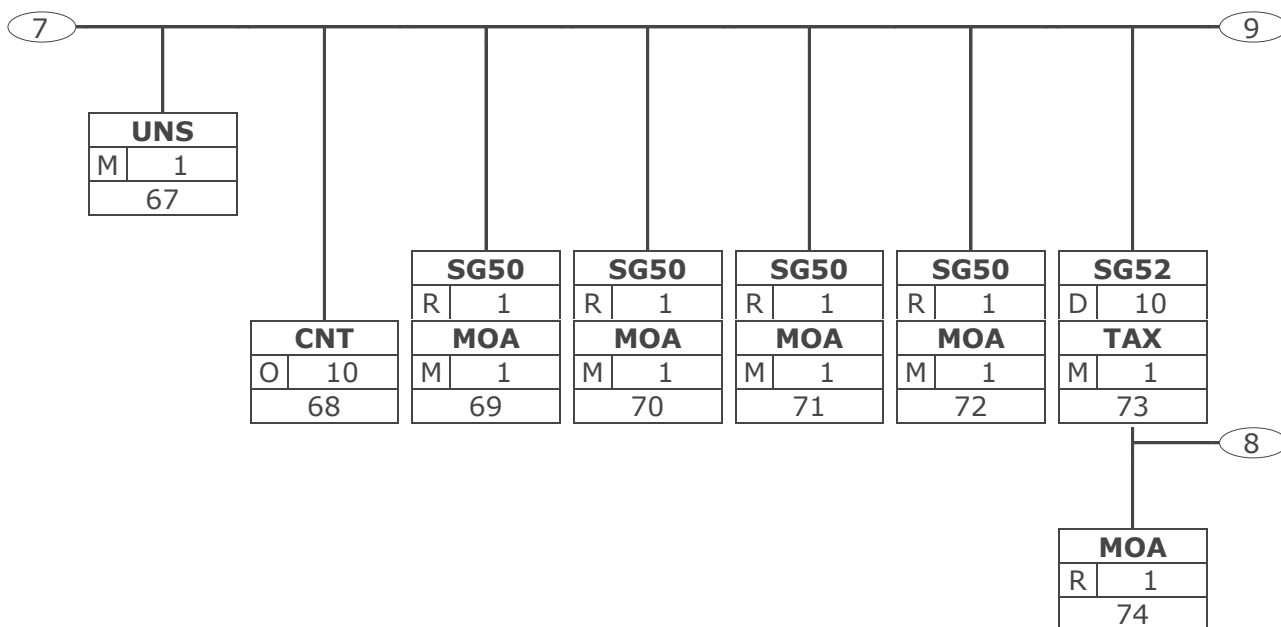 7 9
UNS
M 1
67
SG50 SG50 SG50 SG50 SG52
R 1 R 1 R 1 R 1 D 10
CNT MOA MOA MOA MOA TAX
O 10 M 1 M 1 M 1 M 1 M 1
68 69 70 71 72 73
8
MOA
R 1
74